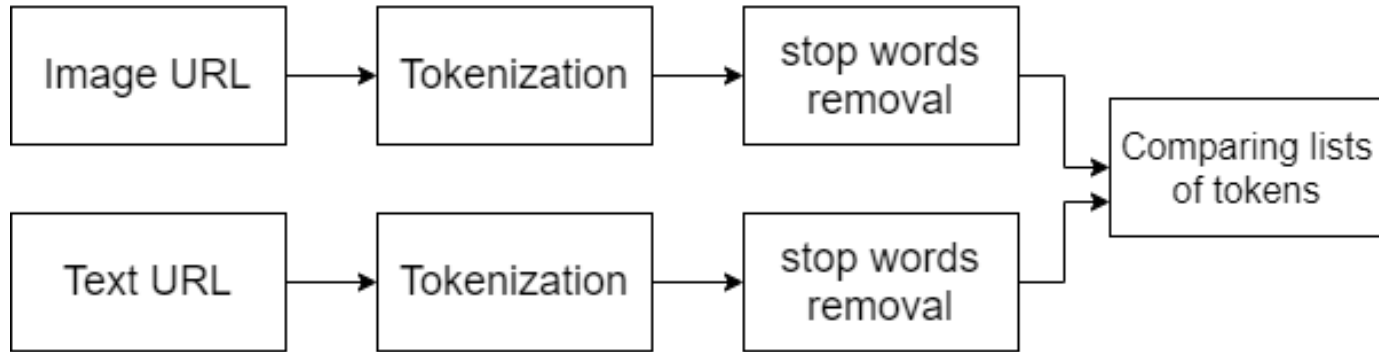 Image URL
Tokenization
stop words
removal
Comparing lists
of tokens
Text URL
Tokenization
stop words
removal